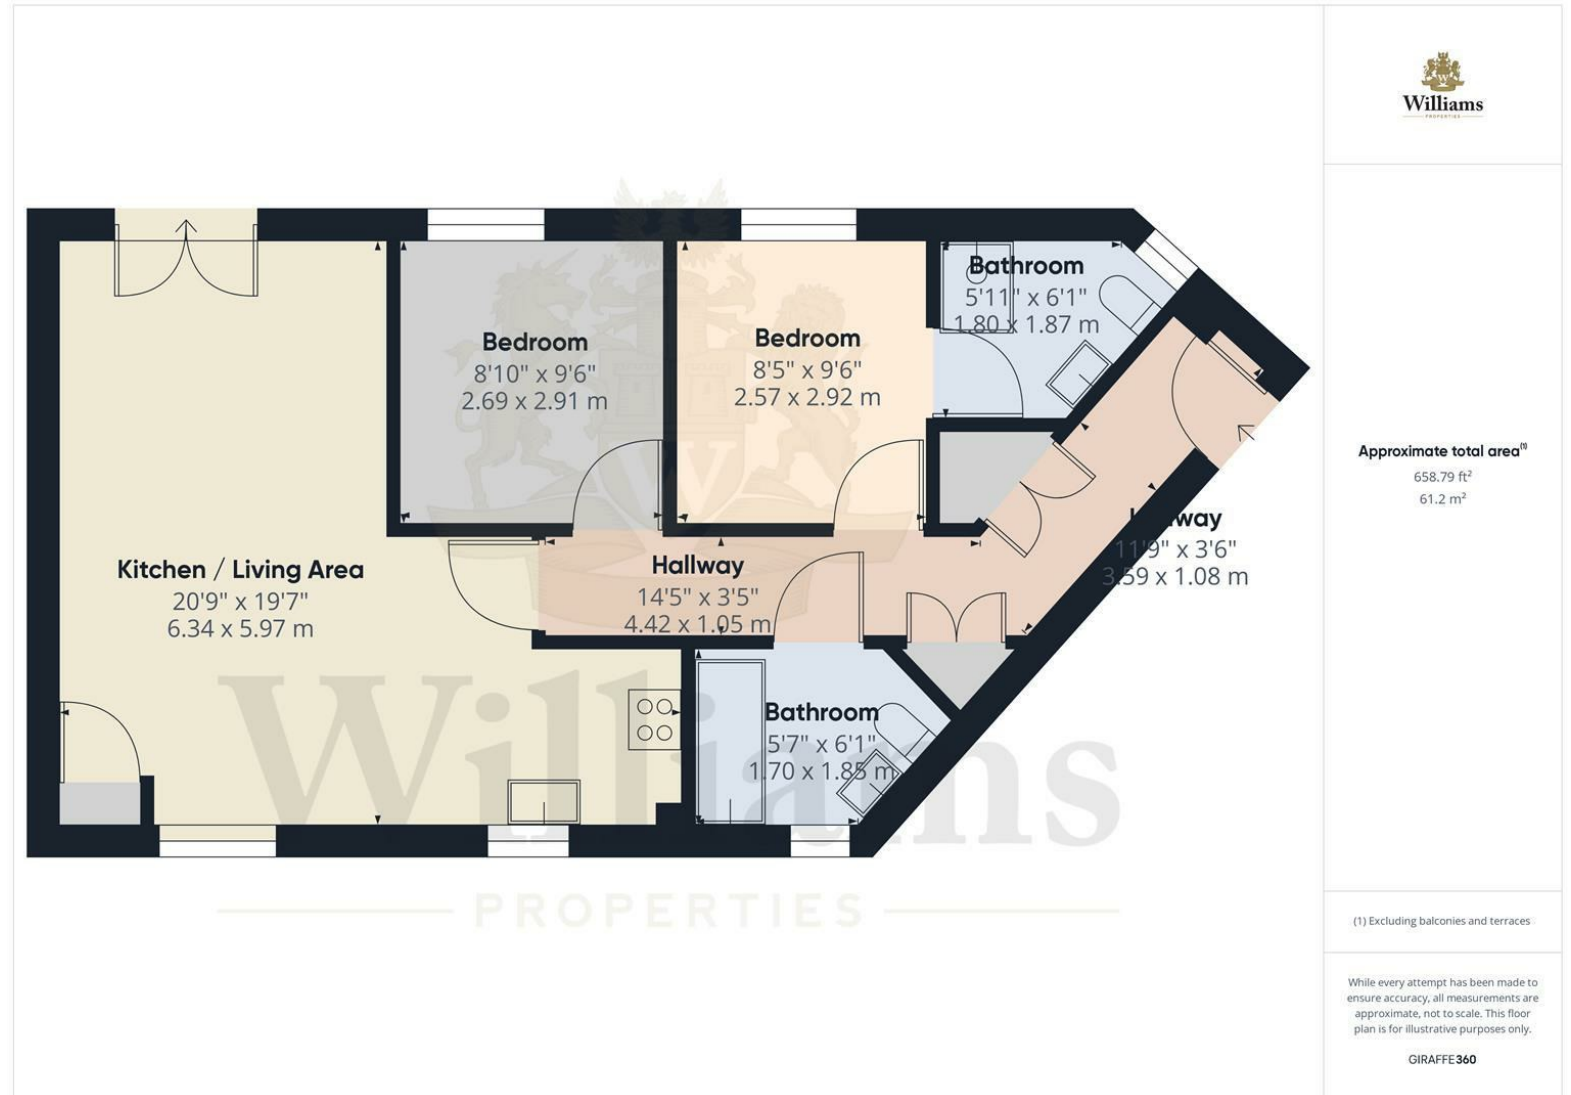 Williams
PROPERTIES
Bathroom
5'11" x 6'1"
1.80 x 1.87 m
Bedroom
8'10" x 9'6"
2.69 x 2.91 m
Bedroom
8'5" x 9'6"
2.57 x 2.92 m
Kitchen / Living Area
20'9" x 19'7"
6.34 x 5.97 m
Hallway
14'5" x 3'5"
4.42 x 1.05 m
Hallway
11'9" x 3'6"
3.59 x 1.08 m
Bathroom
5'7" x 6'1"
1.70 x 1.85 m
W
Williams
PROPERTIES
Approximate total area(1)
658.79 ft²
61.2 m²
(1) Excluding balconies and terraces
While every attempt has been made to
ensure accuracy, all measurements are
approximate, not to scale. This floor
plan is for illustrative purposes only.
GIRAFFE360